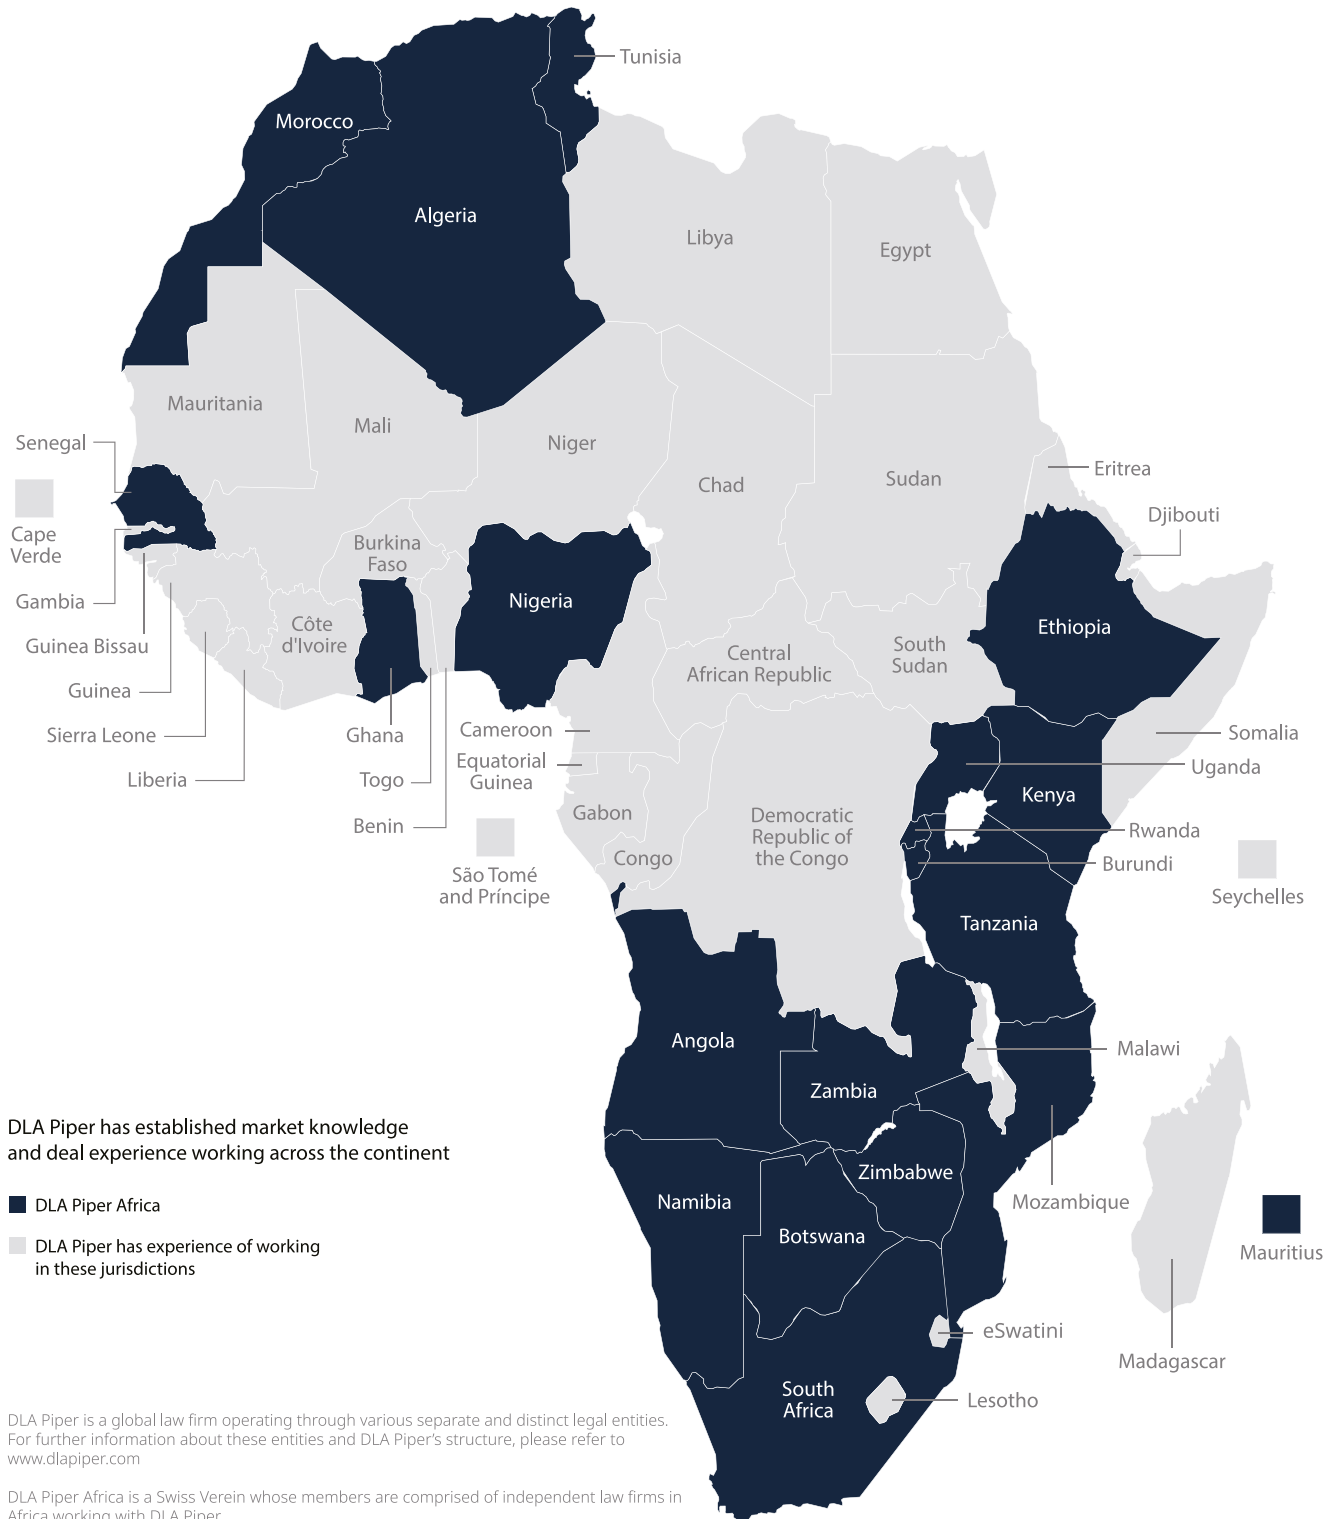 Tunisia
Morocco
Algeria
Libya
Egypt
Mauritania
Mali
Niger
Chad
Sudan
Eritrea
Senegal
Cape
Verde
Djibouti
Burkina
Faso
Gambia
Nigeria
Ethiopia
Côte
d'Ivoire
Guinea Bissau
South
Sudan
Central
African Republic
Guinea
Sierra Leone
Ghana
Cameroon
Somalia
Liberia
Togo
Equatorial
Guinea
Uganda
Kenya
Benin
Gabon
Democratic
Republic of
the Congo
Rwanda
Congo
Burundi
São Tomé
and Príncipe
Seychelles
Tanzania
Angola
Malawi
Zambia
DLA Piper has established market knowledge
and deal experience working across the continent
Zimbabwe
Namibia
Mozambique
DLA Piper Africa
Botswana
Mauritius
DLA Piper has experience of working
in these jurisdictions
eSwatini
Madagascar
South
Africa
Lesotho
DLA Piper is a global law firm operating through various separate and distinct legal entities.
For further information about these entities and DLA Piper's structure, please refer to
www.dlapiper.com
DLA Piper Africa is a Swiss Verein whose members are comprised of independent law firms in
Africa working with DLA Piper